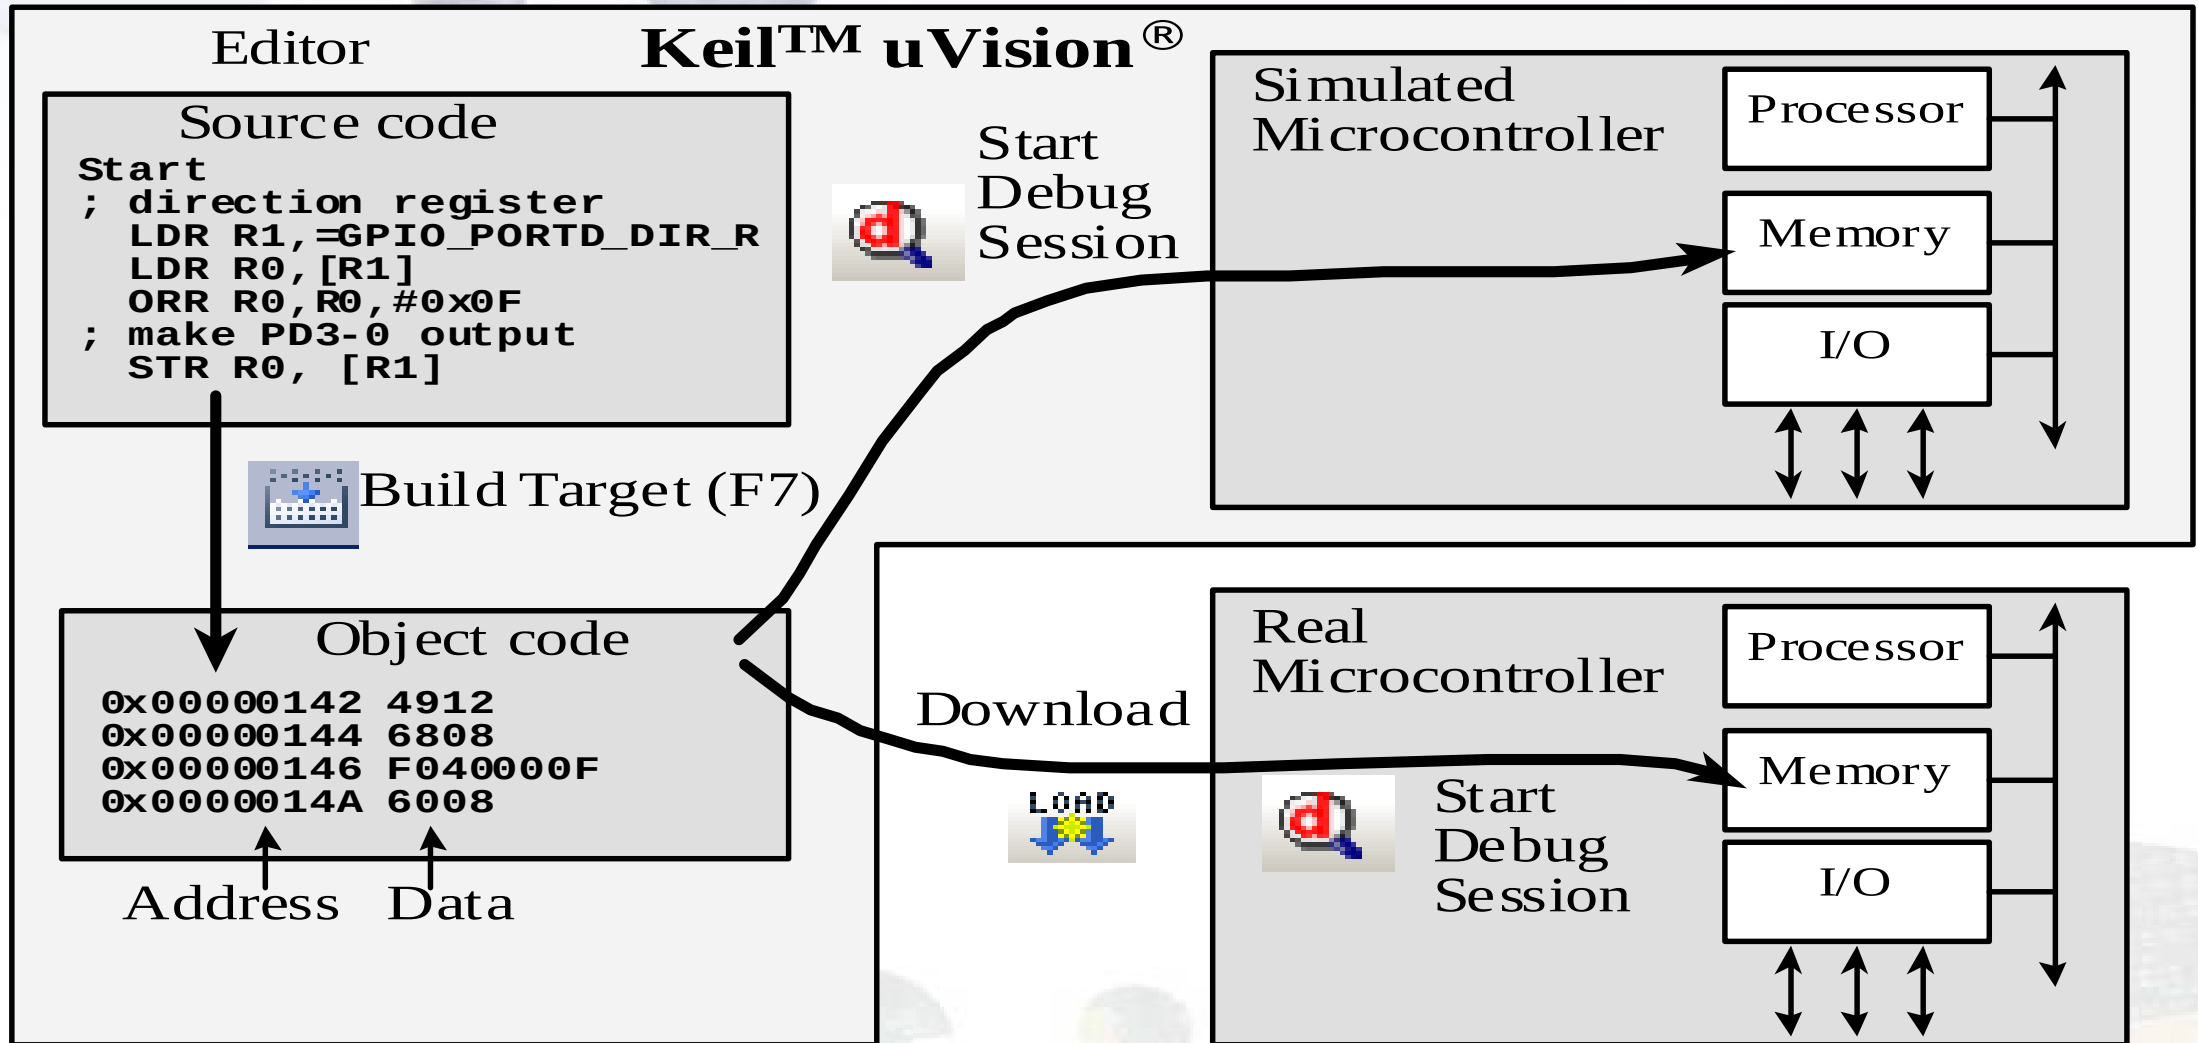 Editor
Keil™ uVision®
Source code
Start
; direction register
LDR R1,=GPIO_PORTD_DIR_R
LDR R0,[R1]
ORR R0,R0,#0x0F
; make PD3-0 output
STR R0, [R1]
Build Target (F7)
Object code
0x00000142 4912
0x00000144 6808
0x00000146 F040000F
0x0000014A 6008
Address Data
Start
Debug
Session
Simulated
Microcontroller
Processor
Memory
I/O
Download
LOAD
Real
Microcontroller
Start
Debug
Session
Processor
Memory
I/O